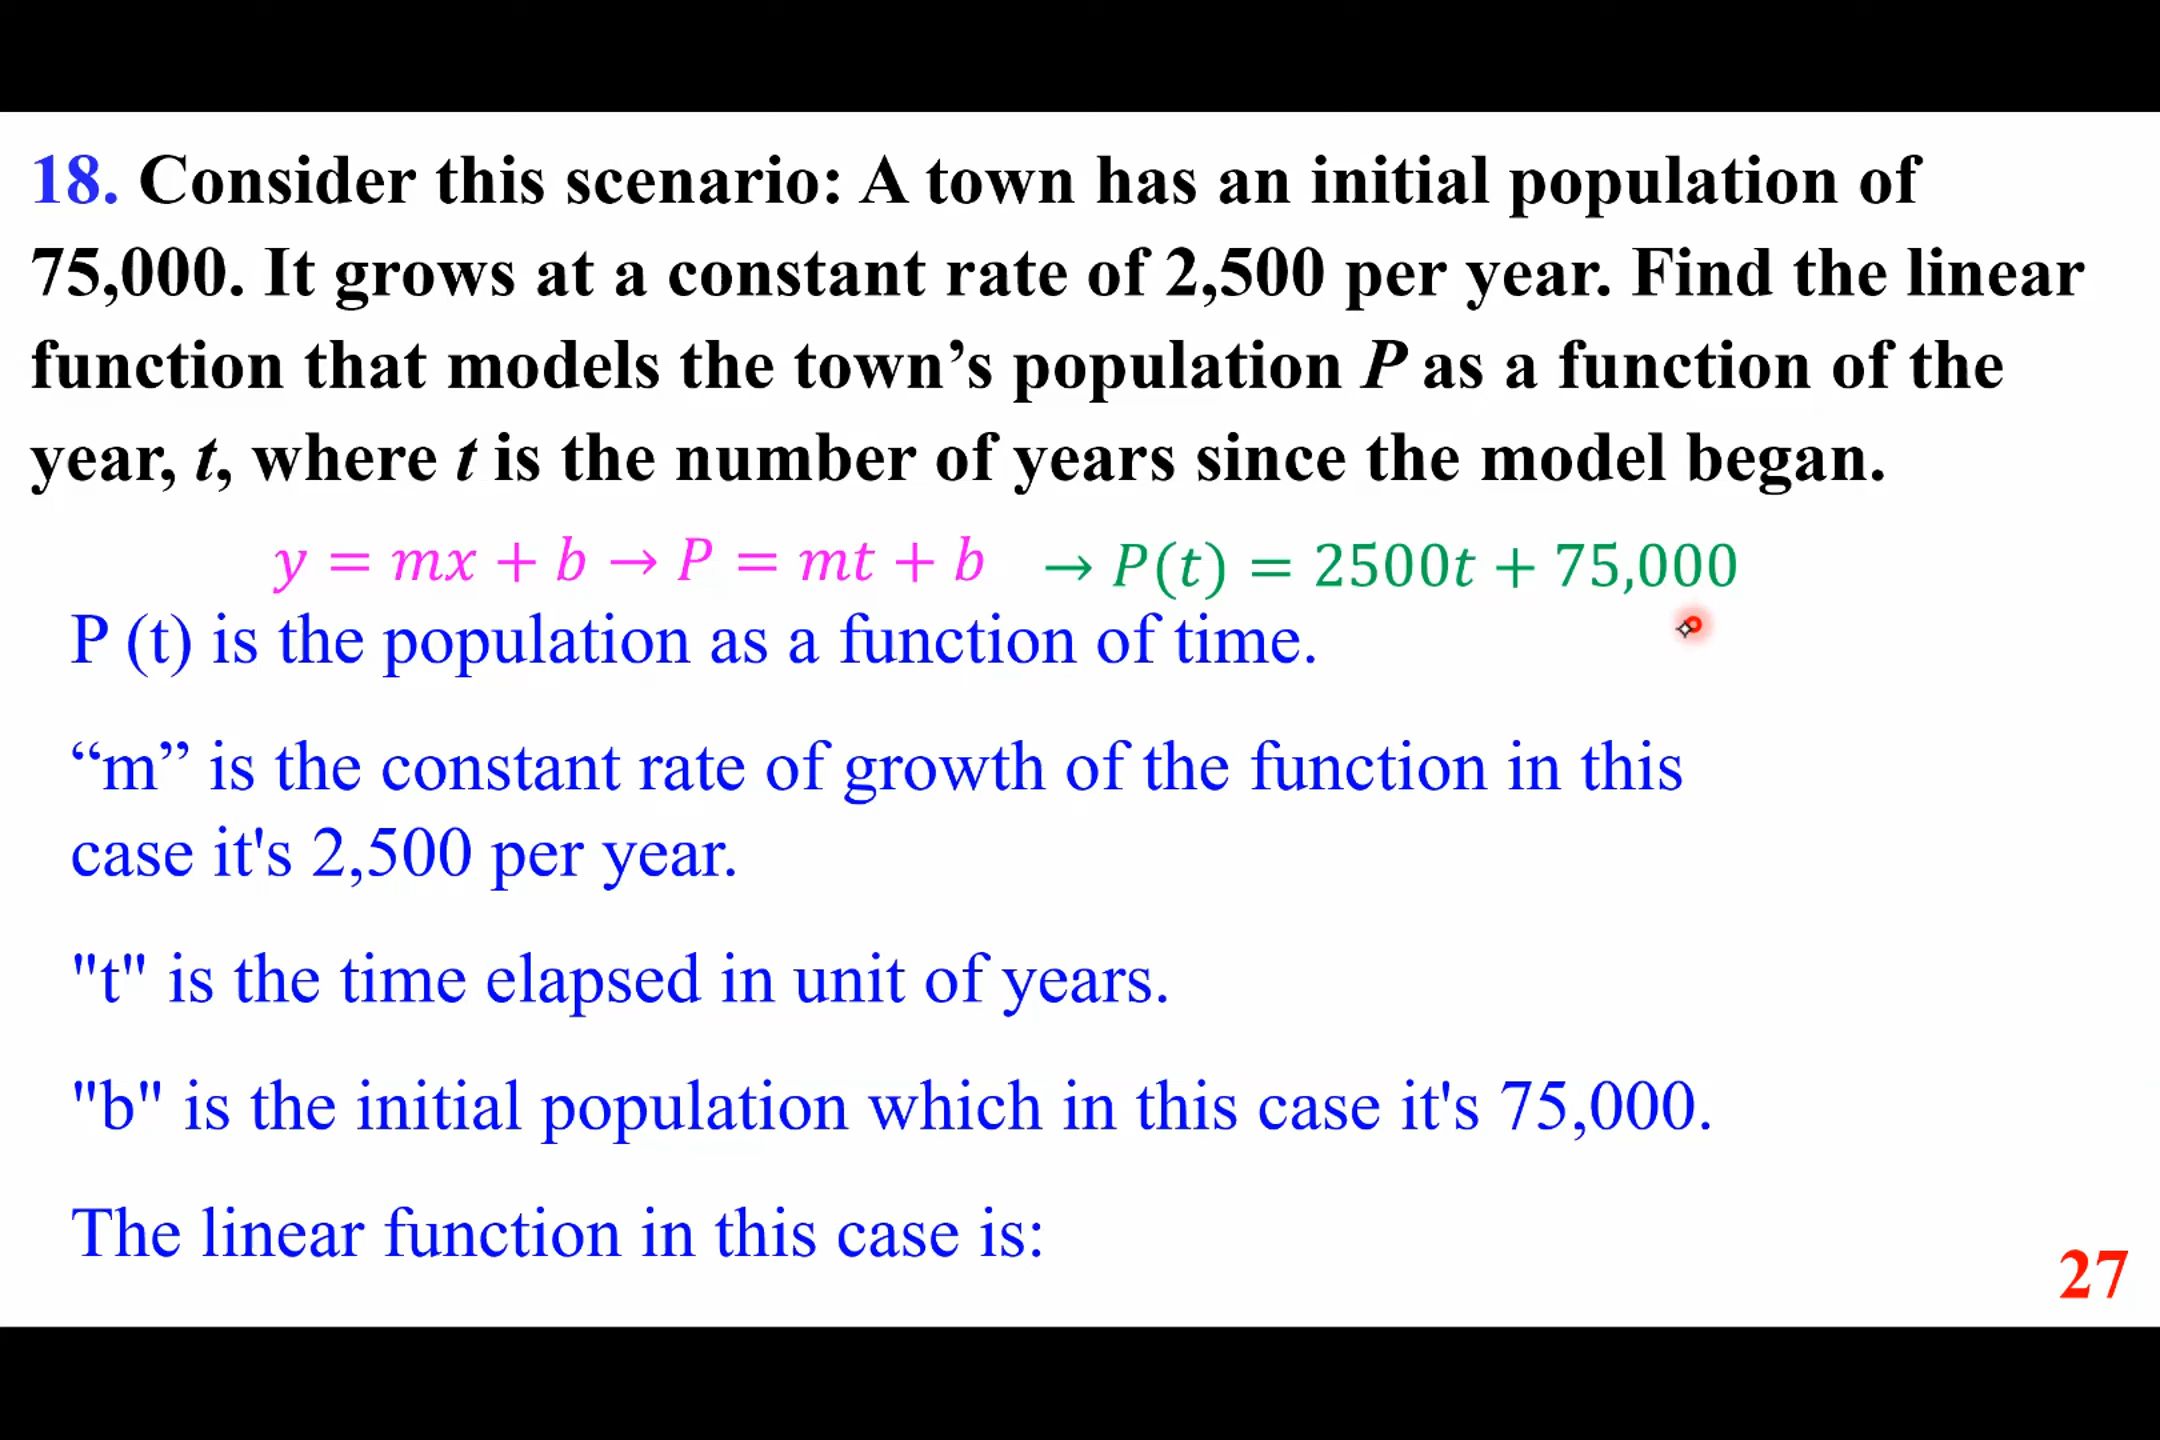 18. Consider this scenario: A town has an initial population of
75,000. It grows at a constant rate of 2,500 per year. Find the linear
function that models the town’s population P as a function of the
year, t, where t is the number of years since the model began.
y = mx + b → P = mt + b → P(t) = 2500t + 75,000
P (t) is the population as a function of time.
“m” is the constant rate of growth of the function in this
case it's 2,500 per year.
"t" is the time elapsed in unit of years.
"b" is the initial population which in this case it's 75,000.
The linear function in this case is:
27